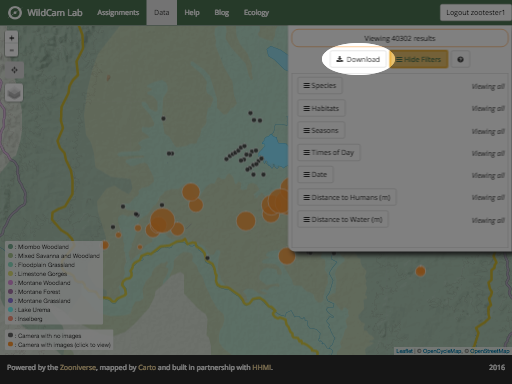 WildCam Lab Assignments Data Help Blog Ecology Logout zootester1
Viewing 40302 results
Download Hide Filters
Species Viewing all
Habitats Viewing all
Seasons Viewing all
Times of Day Viewing all
Date Viewing all
Distance to Humans (m) Viewing all
Distance to Water (m) Viewing all
: Miombo Woodland
: Mixed Savanna and Woodland
: Floodplain Grassland
: Limestone Gorges
: Montane Woodland
: Montane Forest
: Montane Grassland
: Lake Urema
: Inselberg
: Camera with no images
: Camera with images (click to view)
Leaflet | © OpenCycleMap, © OpenStreetMap
Powered by the Zooniverse, mapped by Carto and built in partnership with HHMI. 2016